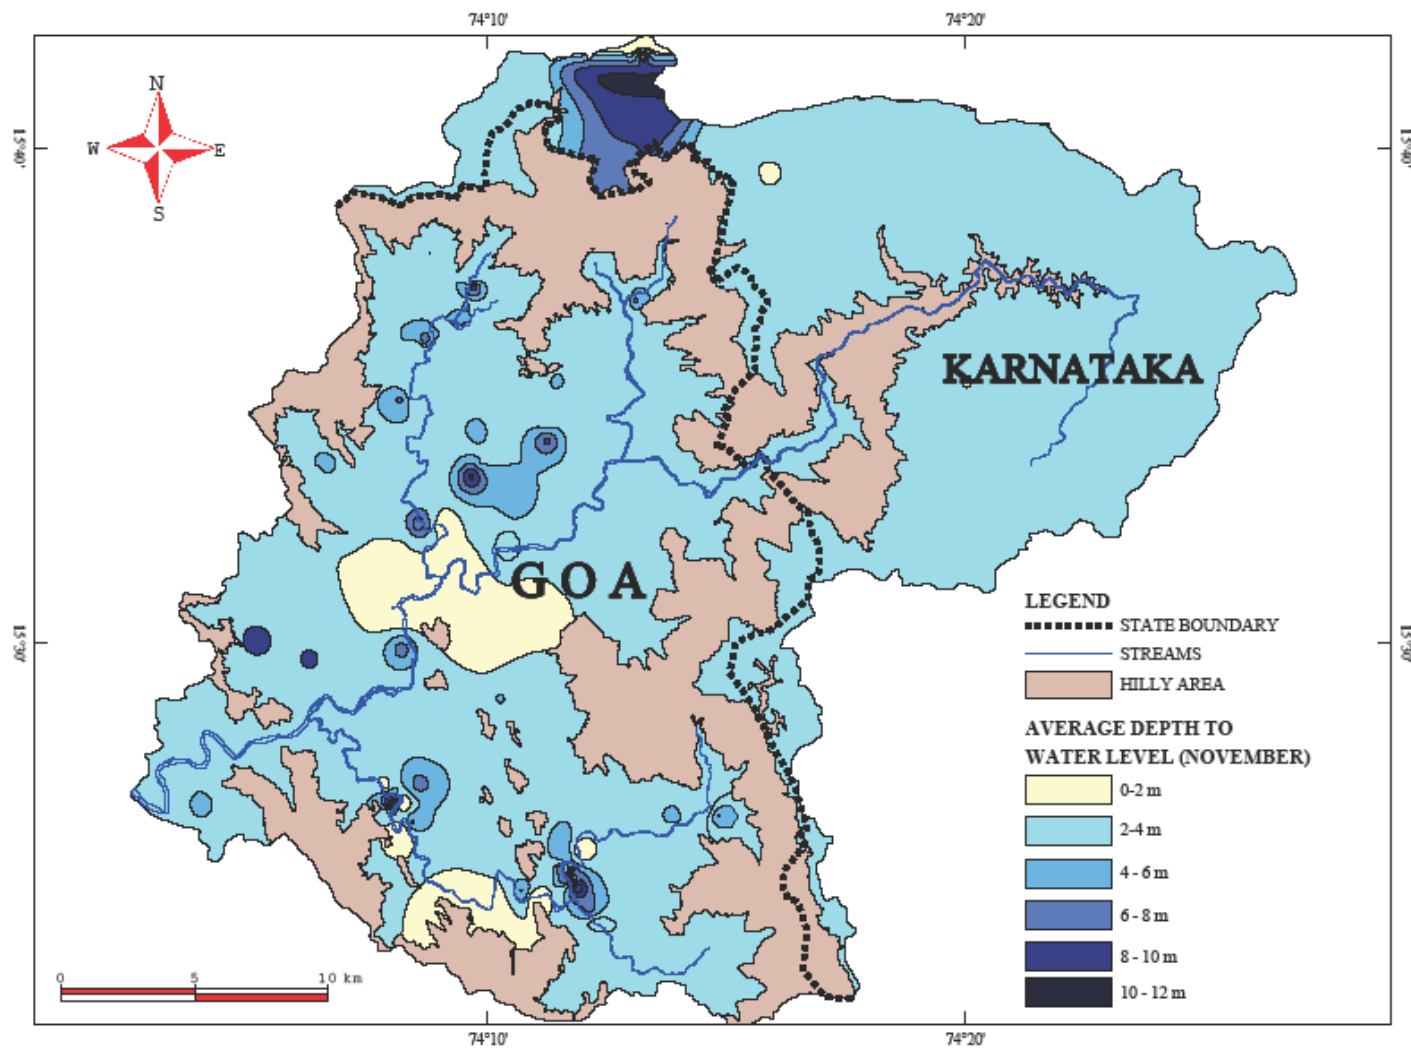 74°10'
74°20'
N
W
E
S
15°40'
15°40'
KARNATAKA
G O A
LEGEND
STATE BOUNDARY
STREAMS
HILLY AREA
15°30'
15°30'
AVERAGE DEPTH TO
WATER LEVEL (NOVEMBER)
0-2 m
2-4 m
4 - 6 m
6 - 8 m
8 - 10 m
10 - 12 m
0 5 10 km
74°10'
74°20'